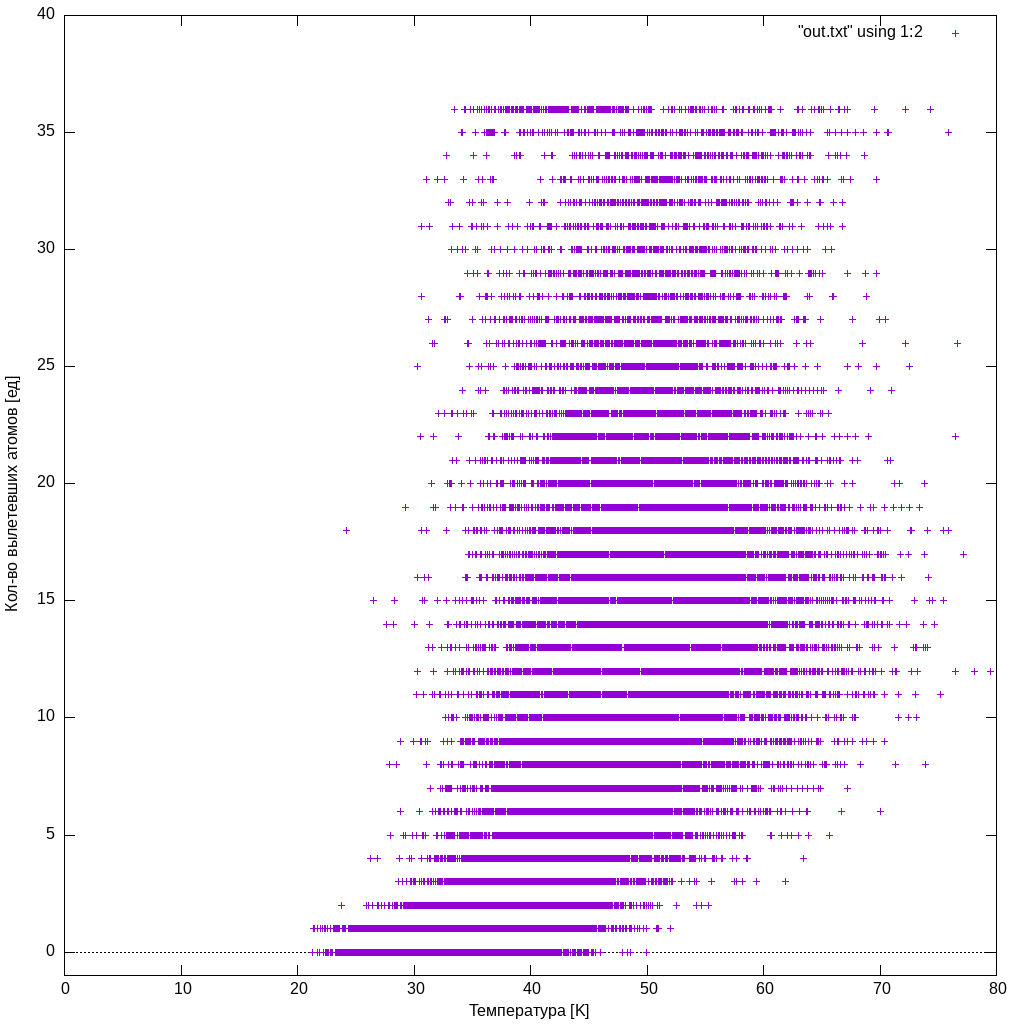 40
35
30
25
20
15
10
5
0
0 10 20 30 40 50 60 70 80
Кол-во вылетевших атомов [ед]
Температура [K]
"out.txt" using 1:2